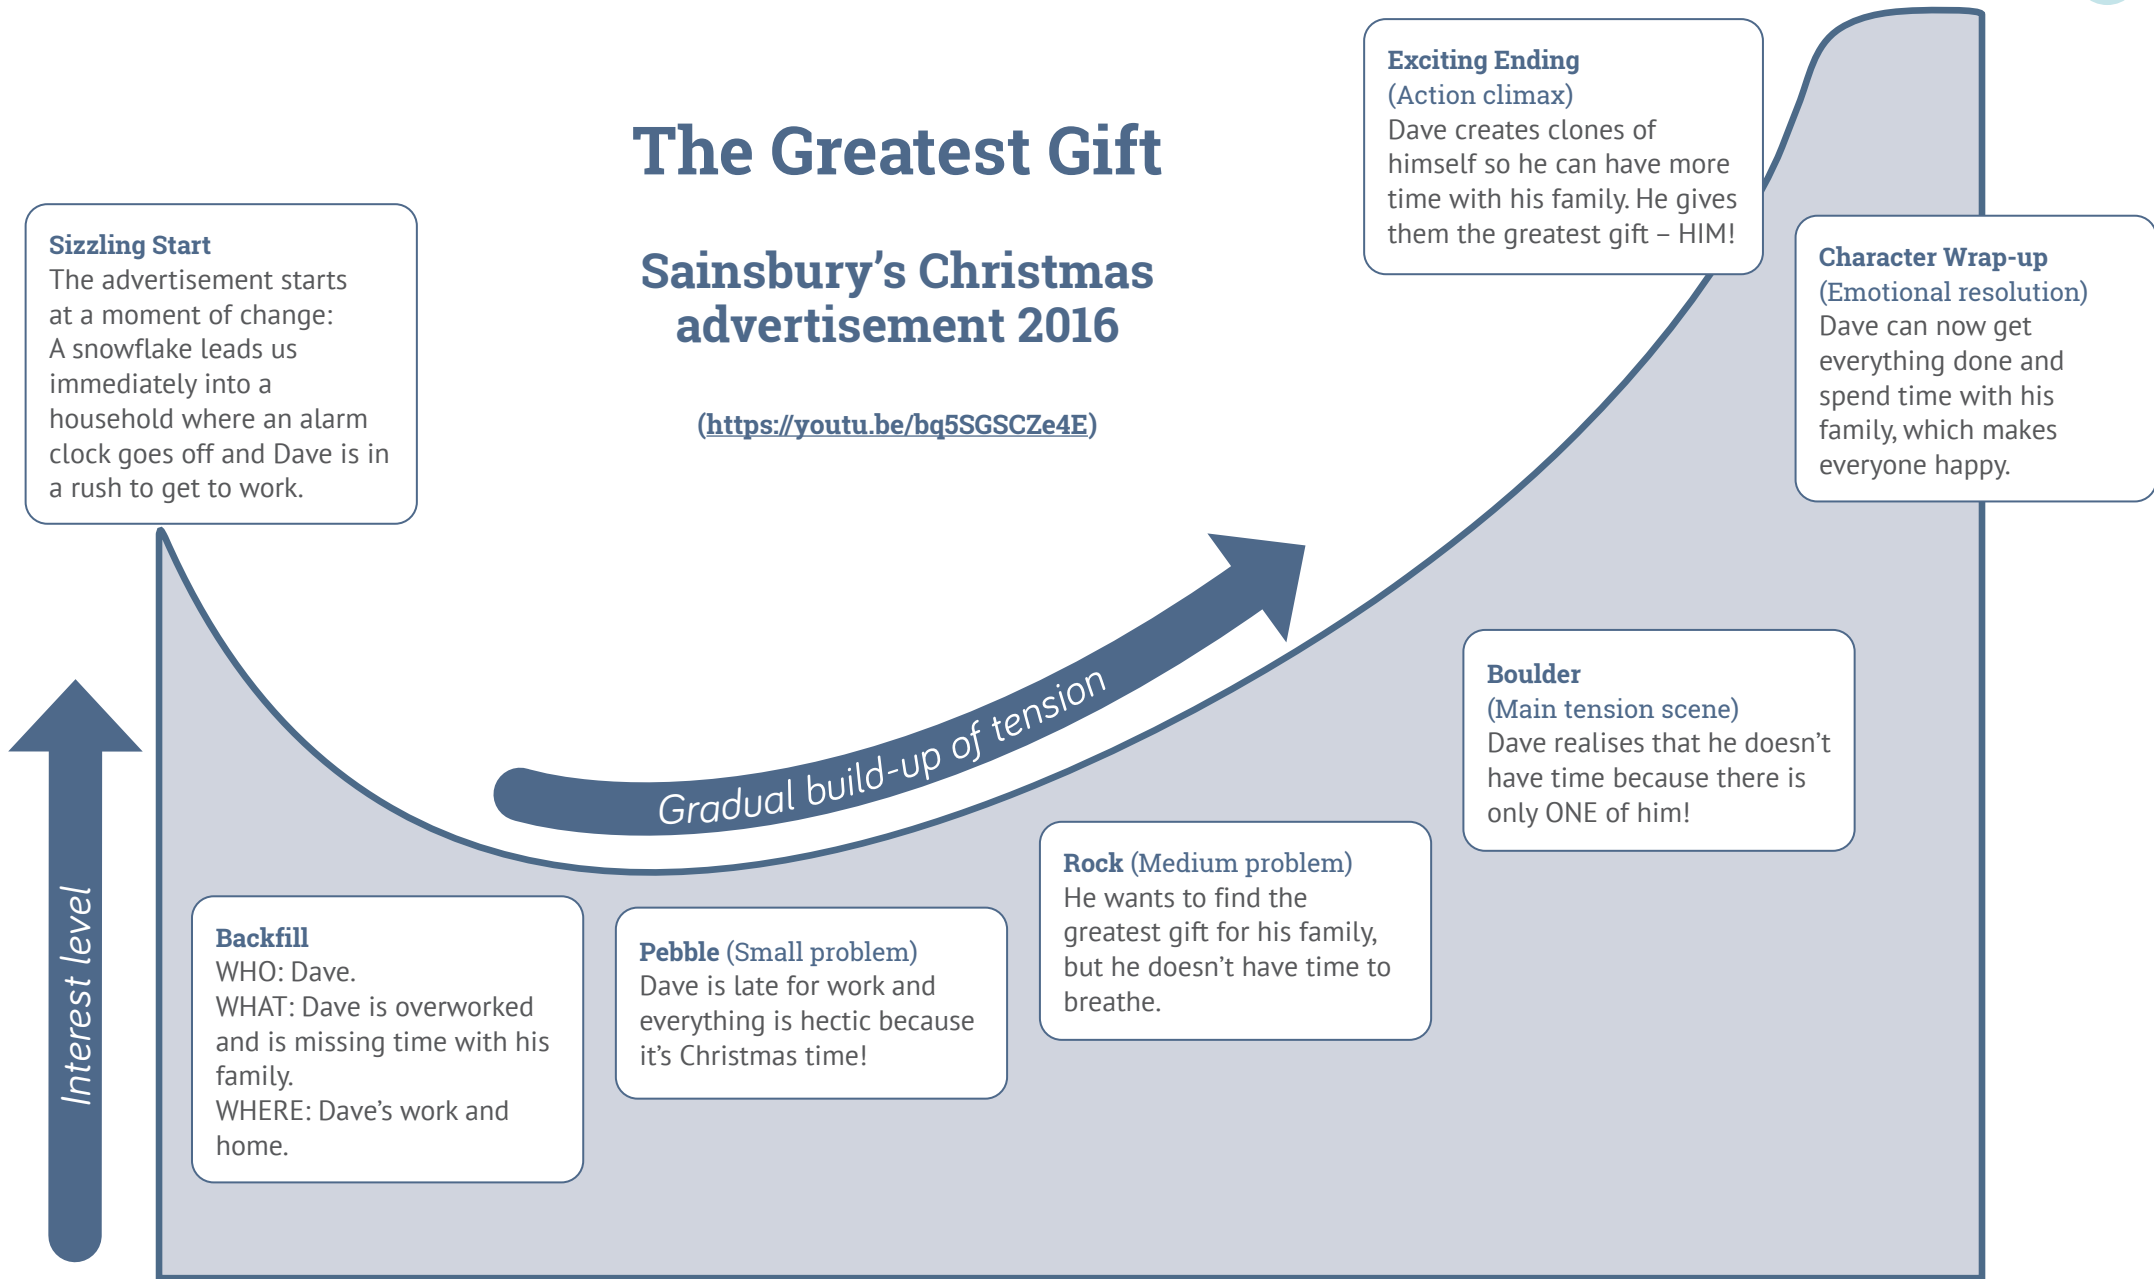 The Greatest Gift
Sainsbury’s Christmas
advertisement 2016
(https://youtu.be/bq5SGSCZe4E)
Sizzling Start
The advertisement starts
at a moment of change:
A snowflake leads us
immediately into a
household where an alarm
clock goes off and Dave is in
a rush to get to work.
Backfill
WHO: Dave.
WHAT: Dave is overworked
and is missing time with his
family.
WHERE: Dave’s work and
home.
Pebble (Small problem)
Dave is late for work and
everything is hectic because
it’s Christmas time!
Rock (Medium problem)
He wants to find the
greatest gift for his family,
but he doesn’t have time to
breathe.
Boulder
(Main tension scene)
Dave realises that he doesn’t
have time because there is
only ONE of him!
Exciting Ending
(Action climax)
Dave creates clones of
himself so he can have more
time with his family. He gives
them the greatest gift – HIM!
Character Wrap-up
(Emotional resolution)
Dave can now get
everything done and
spend time with his
family, which makes
everyone happy.
Gradual build-up of tension
Interest level